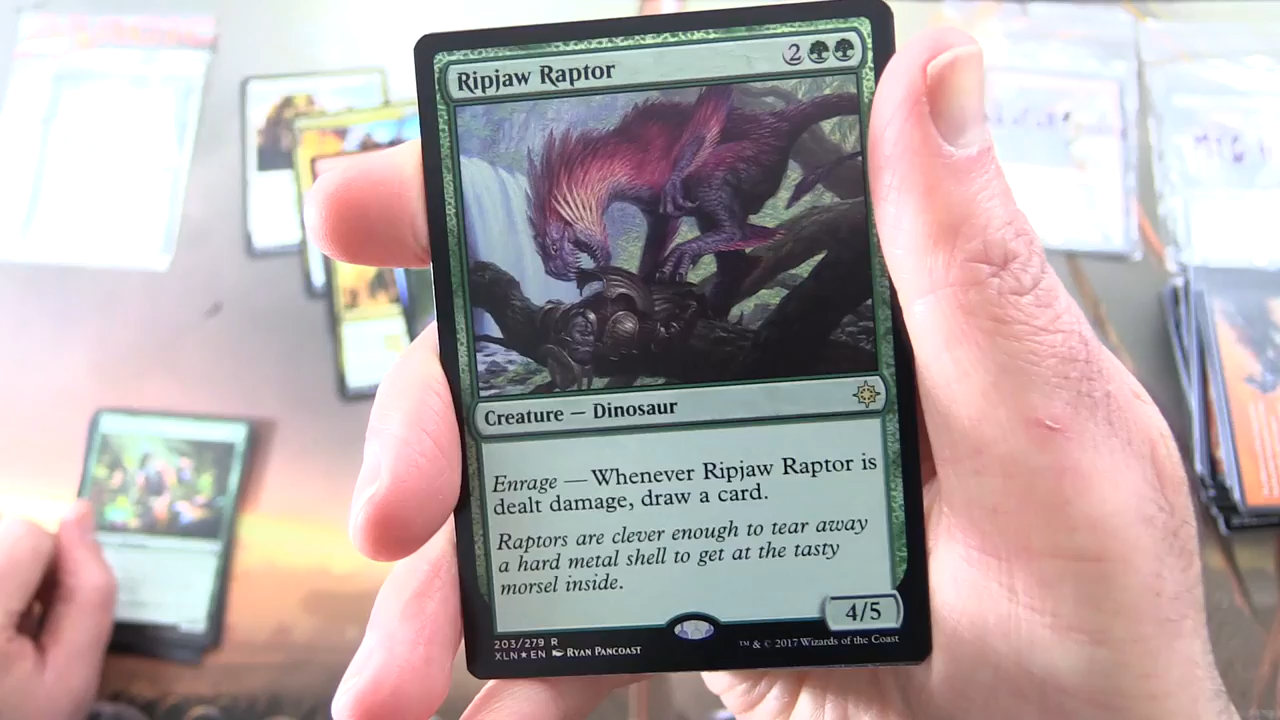 Ripjaw Raptor 2
Creature — Dinosaur
Enrage — Whenever Ripjaw Raptor is
dealt damage, draw a card.
Raptors are clever enough to tear away
a hard metal shell to get at the tasty
morsel inside.
4/5
203/279 R
XLN★EN Ryan Pancoast
™ & © 2017 Wizards of the Coast
MTG